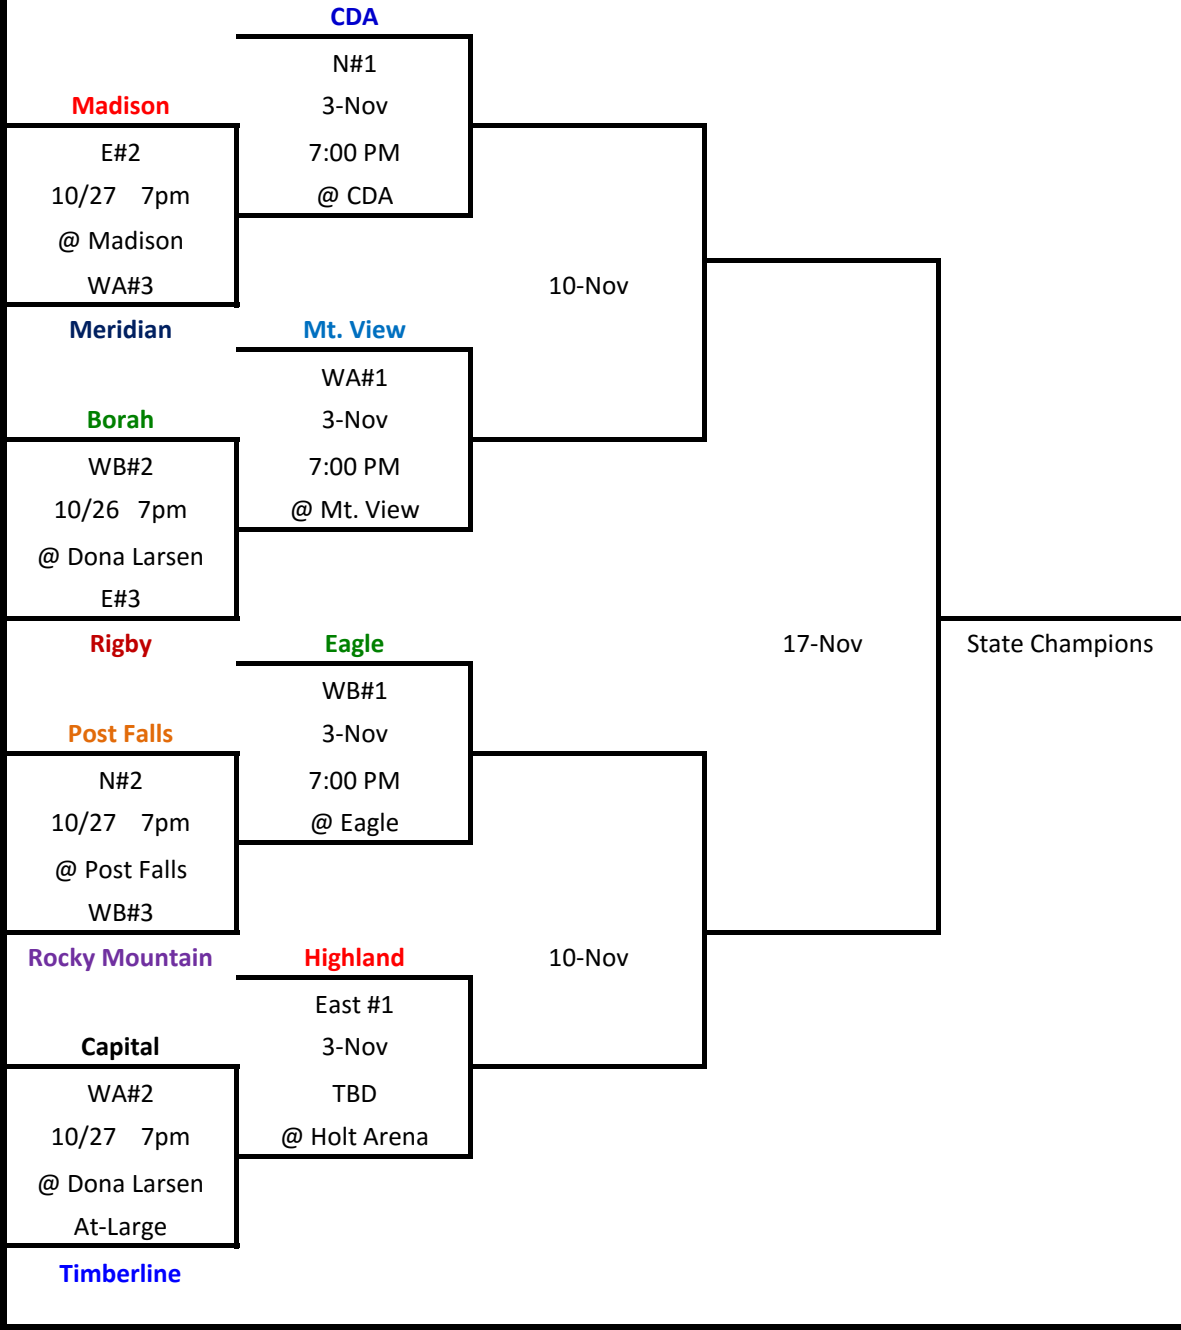 CDA
N#1
Madison 3-Nov
E#2 7:00 PM
10/27 7pm @ CDA
@ Madison
WA#3 10-Nov
Meridian Mt. View
WA#1
Borah 3-Nov
WB#2 7:00 PM
10/26 7pm @ Mt. View
@ Dona Larsen
E#3
Rigby Eagle 17-Nov State Champions
WB#1
Post Falls 3-Nov
N#2 7:00 PM
10/27 7pm @ Eagle
@ Post Falls
WB#3
Rocky Mountain Highland 10-Nov
East #1
Capital 3-Nov
WA#2 TBD
10/27 7pm @ Holt Arena
@ Dona Larsen
At-Large
Timberline